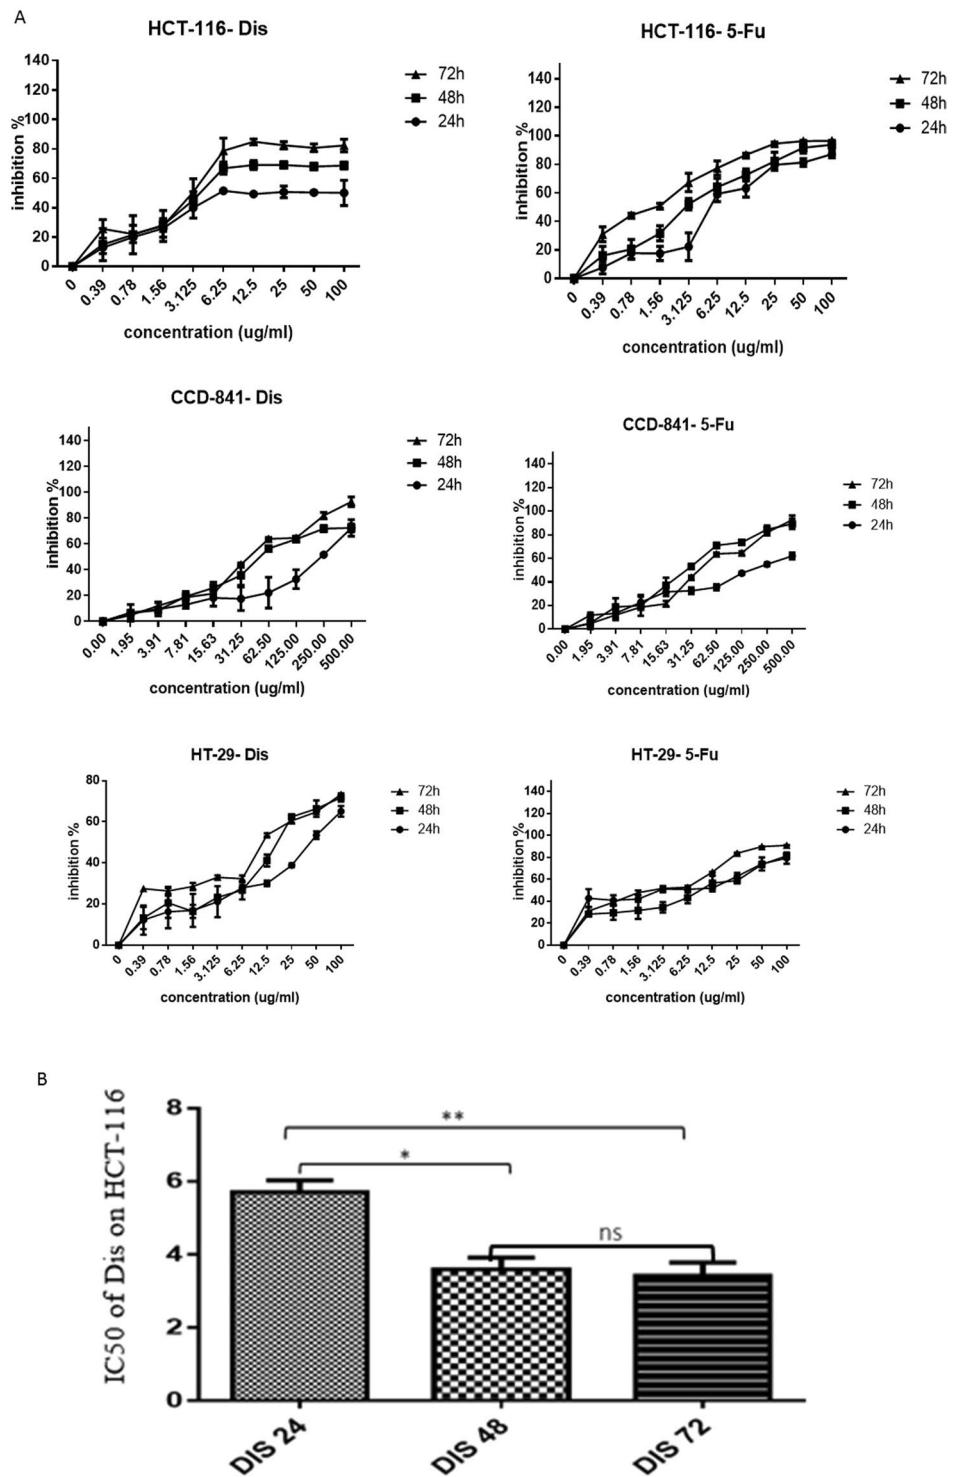 A
HCT-116- Dis
140
120
100
80
60
40
20
0
inhibition %
72h
48h
24h
0 0.39 0.78 1.56 3.125 6.25 12.5 25 50 100
concentration (ug/ml)
HCT-116- 5-Fu
140
120
100
80
60
40
20
0
inhibition %
72h
48h
24h
0 0.39 0.78 1.56 3.125 6.25 12.5 25 50 100
concentration (ug/ml)
CCD-841- Dis
140
120
100
80
60
40
20
0
inhibition %
72h
48h
24h
0.00 1.95 3.91 7.81 15.63 31.25 62.50 125.00 250.00 500.00
concentration (ug/ml)
CCD-841- 5-Fu
140
120
100
80
60
40
20
0
inhibition %
72h
48h
24h
0.00 1.95 3.91 7.81 15.63 31.25 62.50 125.00 250.00 500.00
concentration (ug/ml)
HT-29- Dis
80
60
40
20
0
inhibition %
72h
48h
24h
0 0.39 0.78 1.56 3.125 6.25 12.5 25 50 100
concentration (ug/ml)
HT-29- 5-Fu
140
120
100
80
60
40
20
0
inhibition %
72h
48h
24h
0 0.39 0.78 1.56 3.125 6.25 12.5 25 50 100
concentration (ug/ml)
B
IC50 of Dis on HCT-116
8
6
4
2
0
**
*
ns
DIS 24 DIS 48 DIS 72